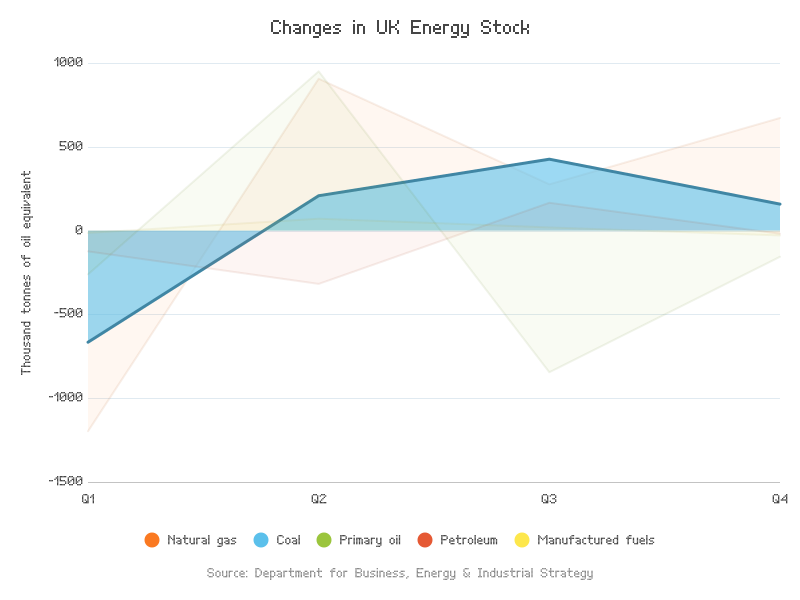 Changes in UK Energy Stock
Thousand tonnes of oil equivalent
1000
500
0
-500
-1000
-1500
Q1 Q2 Q3 Q4
Natural gas Coal Primary oil Petroleum Manufactured fuels
Source: Department for Business, Energy & Industrial Strategy